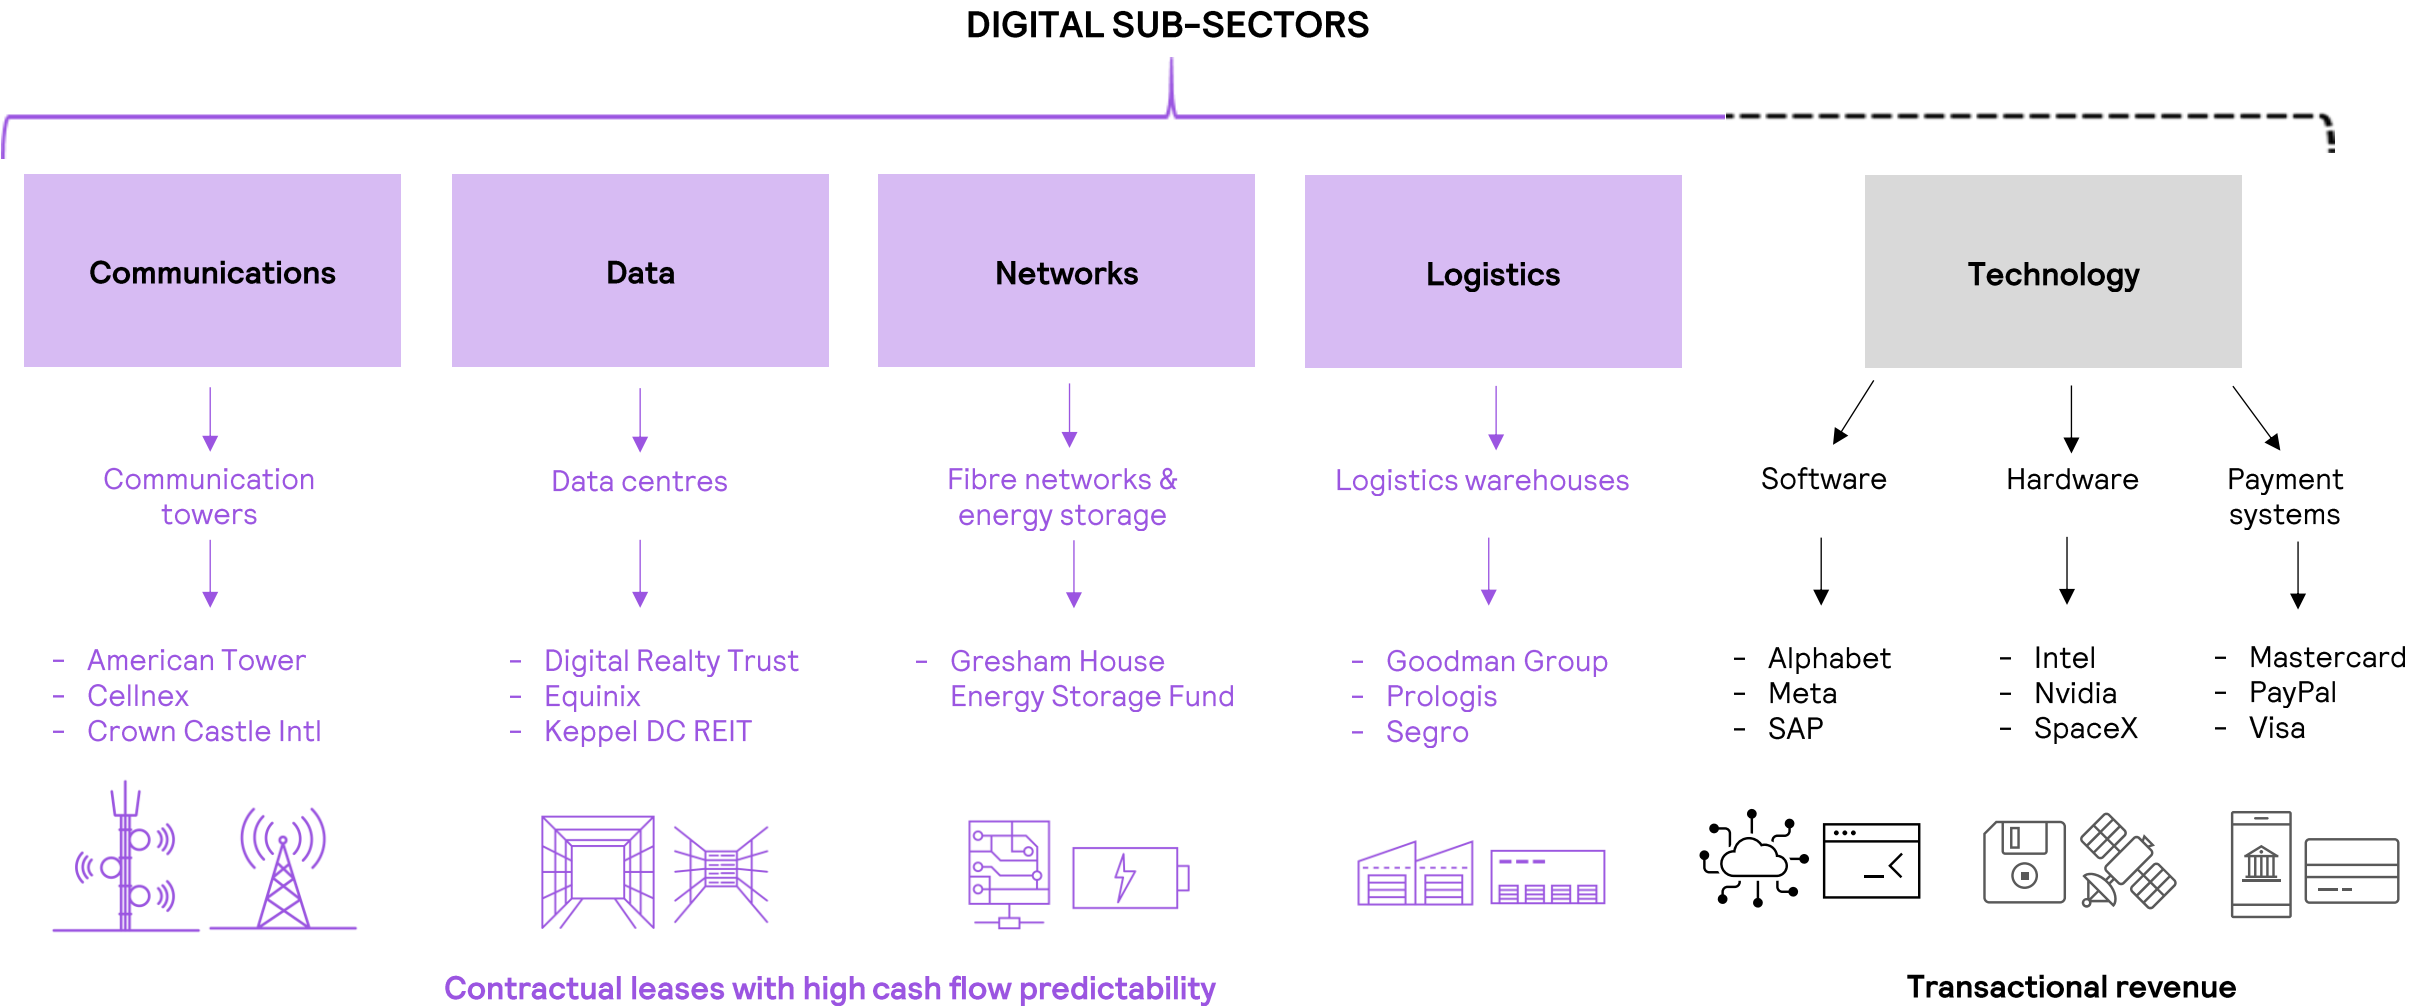 DIGITAL SUB-SECTORS
Communications
Data
Networks
Logistics
Technology
Communication
towers
Data centres
Fibre networks &
energy storage
Logistics warehouses
Software
Hardware
Payment
systems
- American Tower
- Cellnex
- Crown Castle Intl
- Digital Realty Trust
- Equinix
- Keppel DC REIT
- Gresham House
Energy Storage Fund
- Goodman Group
- Prologis
- Segro
- Alphabet
- Meta
- SAP
- Intel
- Nvidia
- SpaceX
- Mastercard
- PayPal
- Visa
Contractual leases with high cash flow predictability
Transactional revenue